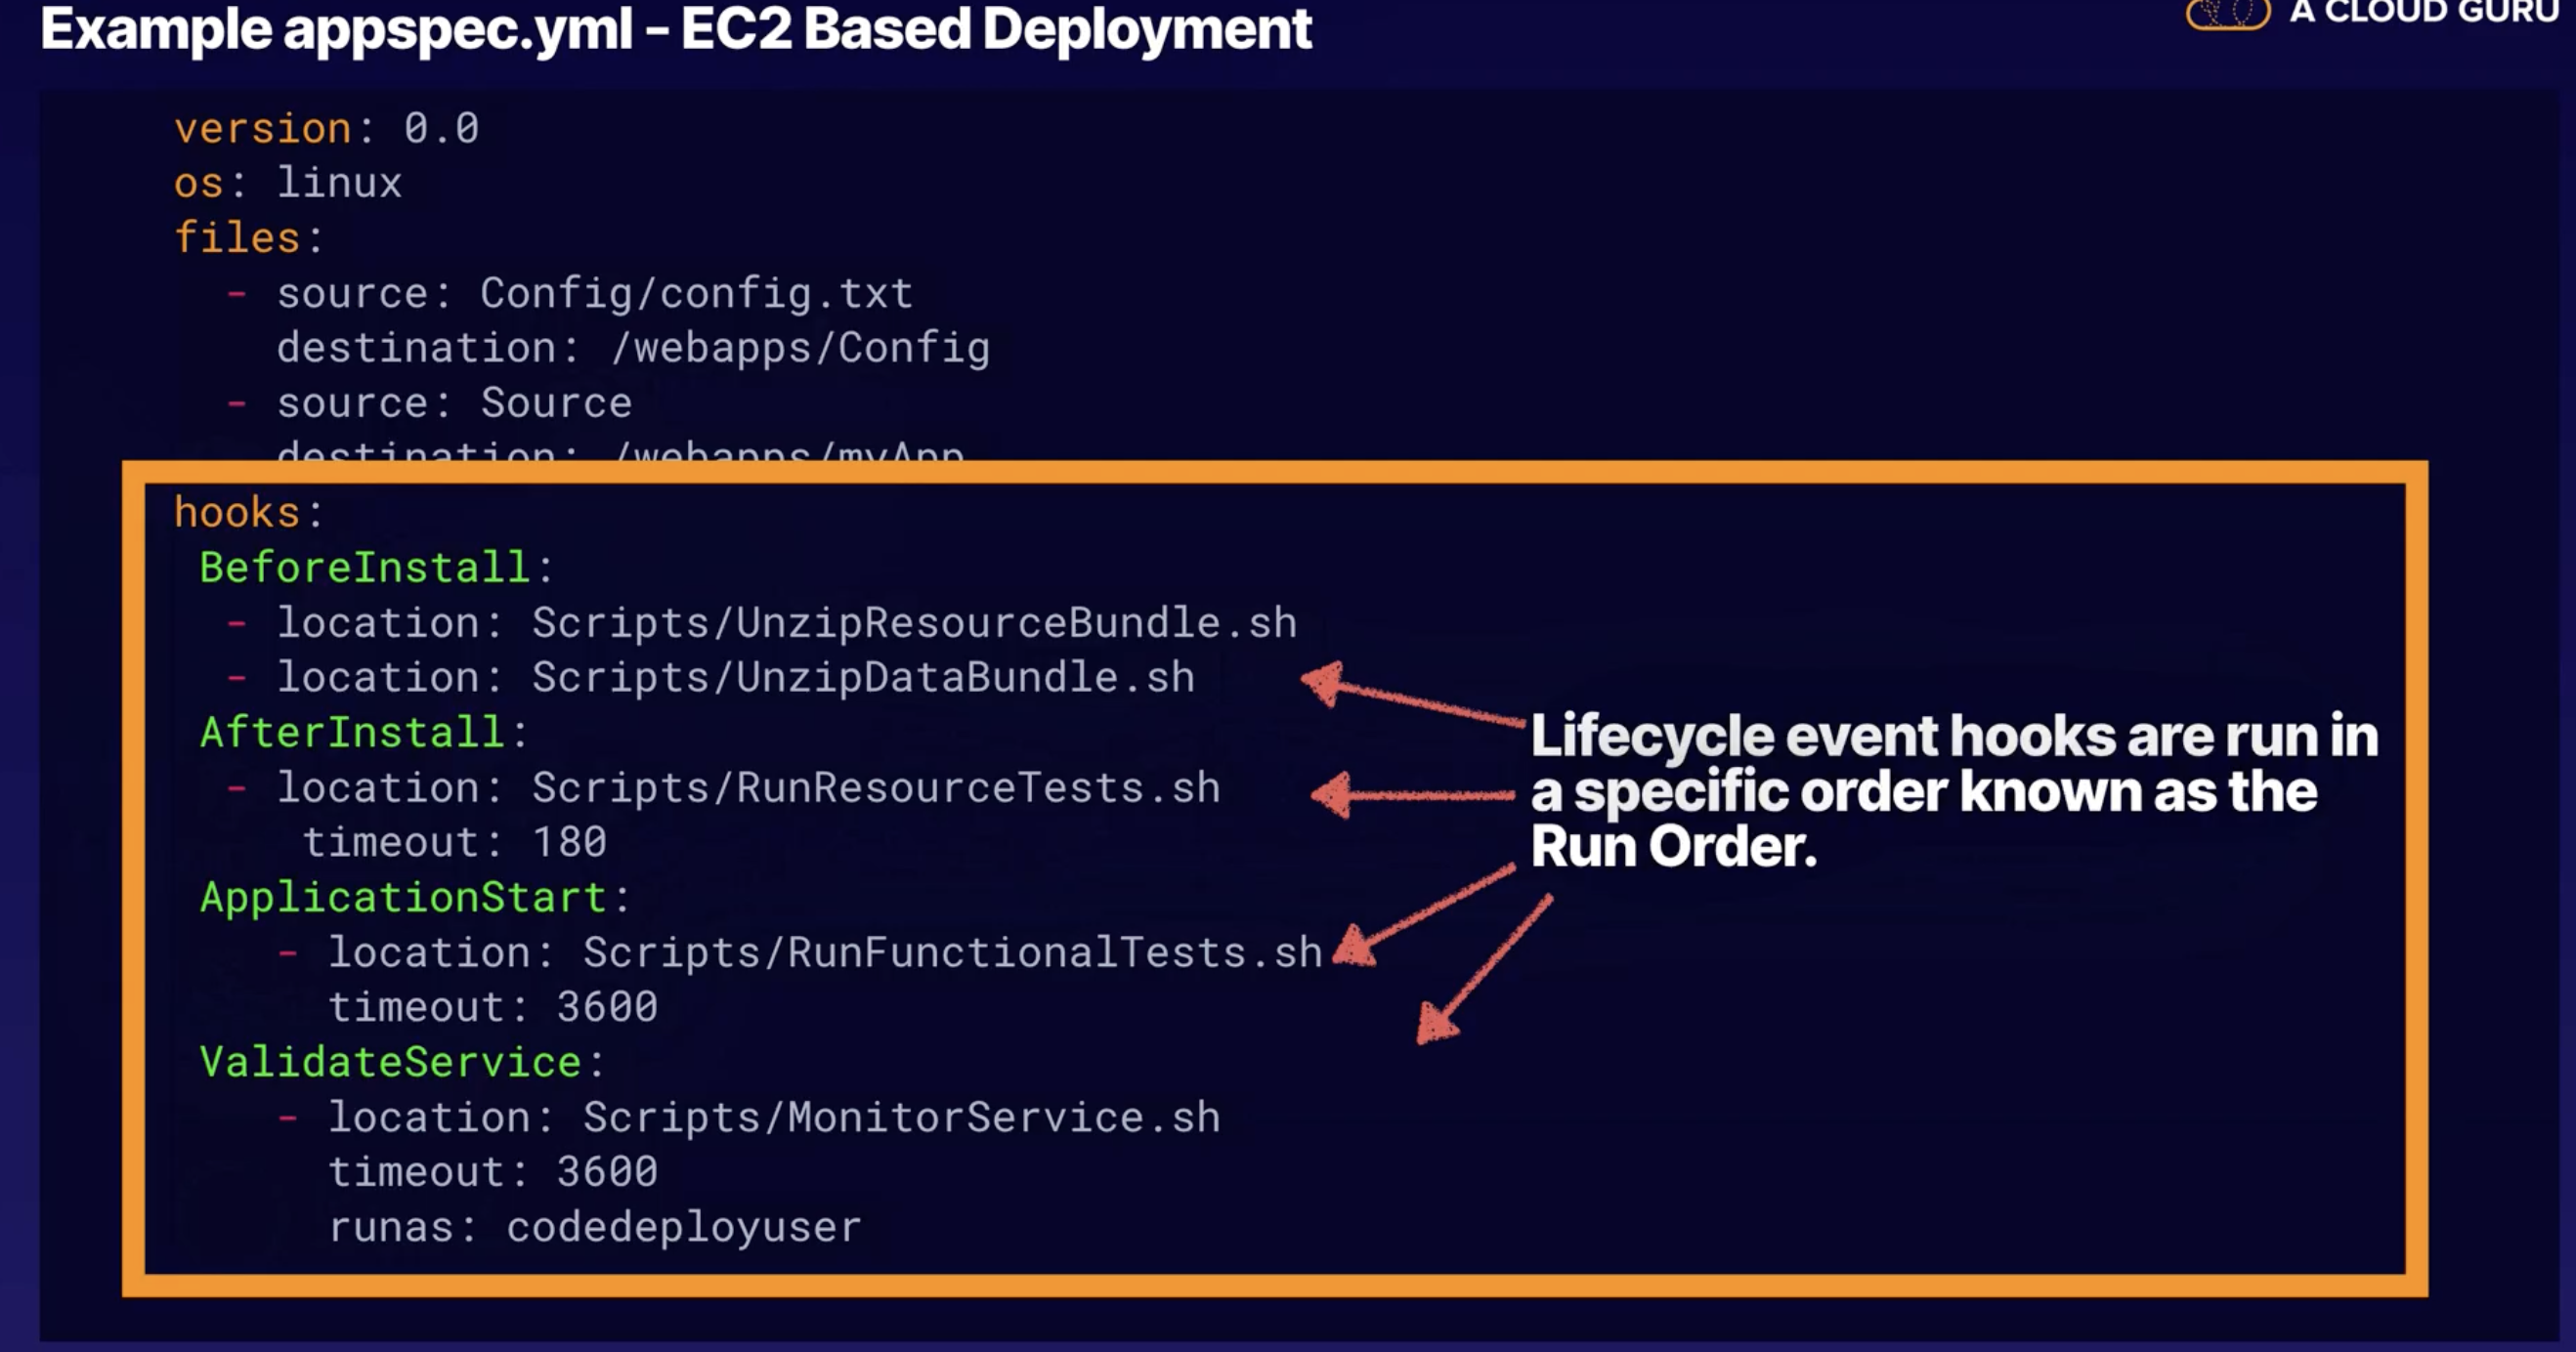 Example appspec.yml – EC2 Based Deployment
A CLOUD GURU
version: 0.0
os: linux
files:
  - source: Config/config.txt
    destination: /webapps/Config
  - source: Source
    destination: /webapps/myApp
hooks:
 BeforeInstall:
  - location: Scripts/UnzipResourceBundle.sh
  - location: Scripts/UnzipDataBundle.sh
 AfterInstall:
  - location: Scripts/RunResourceTests.sh
     timeout: 180
 ApplicationStart:
    - location: Scripts/RunFunctionalTests.sh
      timeout: 3600
 ValidateService:
    - location: Scripts/MonitorService.sh
      timeout: 3600
      runas: codedeployuser
Lifecycle event hooks are run in
a specific order known as the
Run Order.